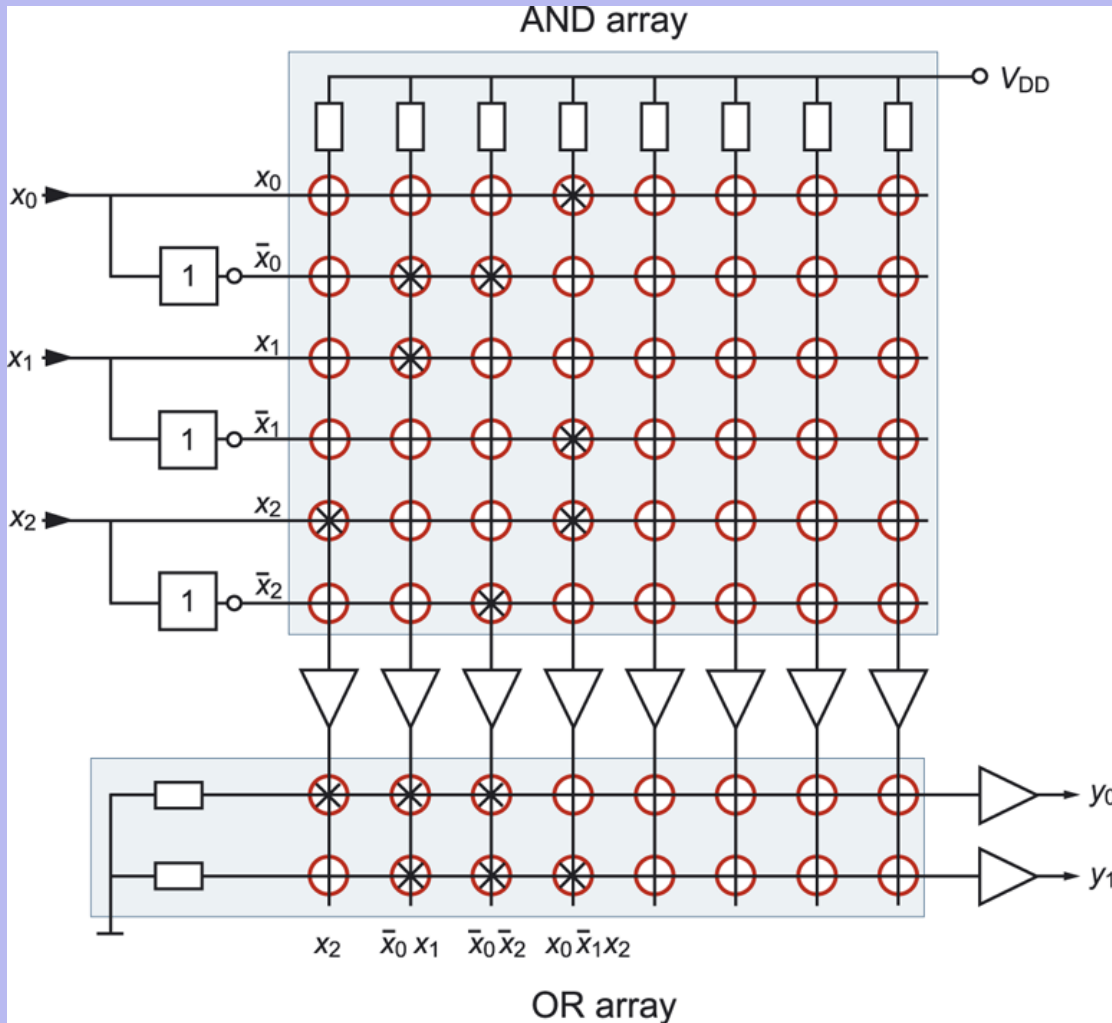 AND array
V_DD
x₀ x₀
1 x̄₀
x₁ x₁
1 x̄₁
x₂ x₂
1 x̄₂
y₀
y₁
x₂ x̄₀ x₁ x̄₀ x̄₂ x₀ x̄₁ x₂
OR array